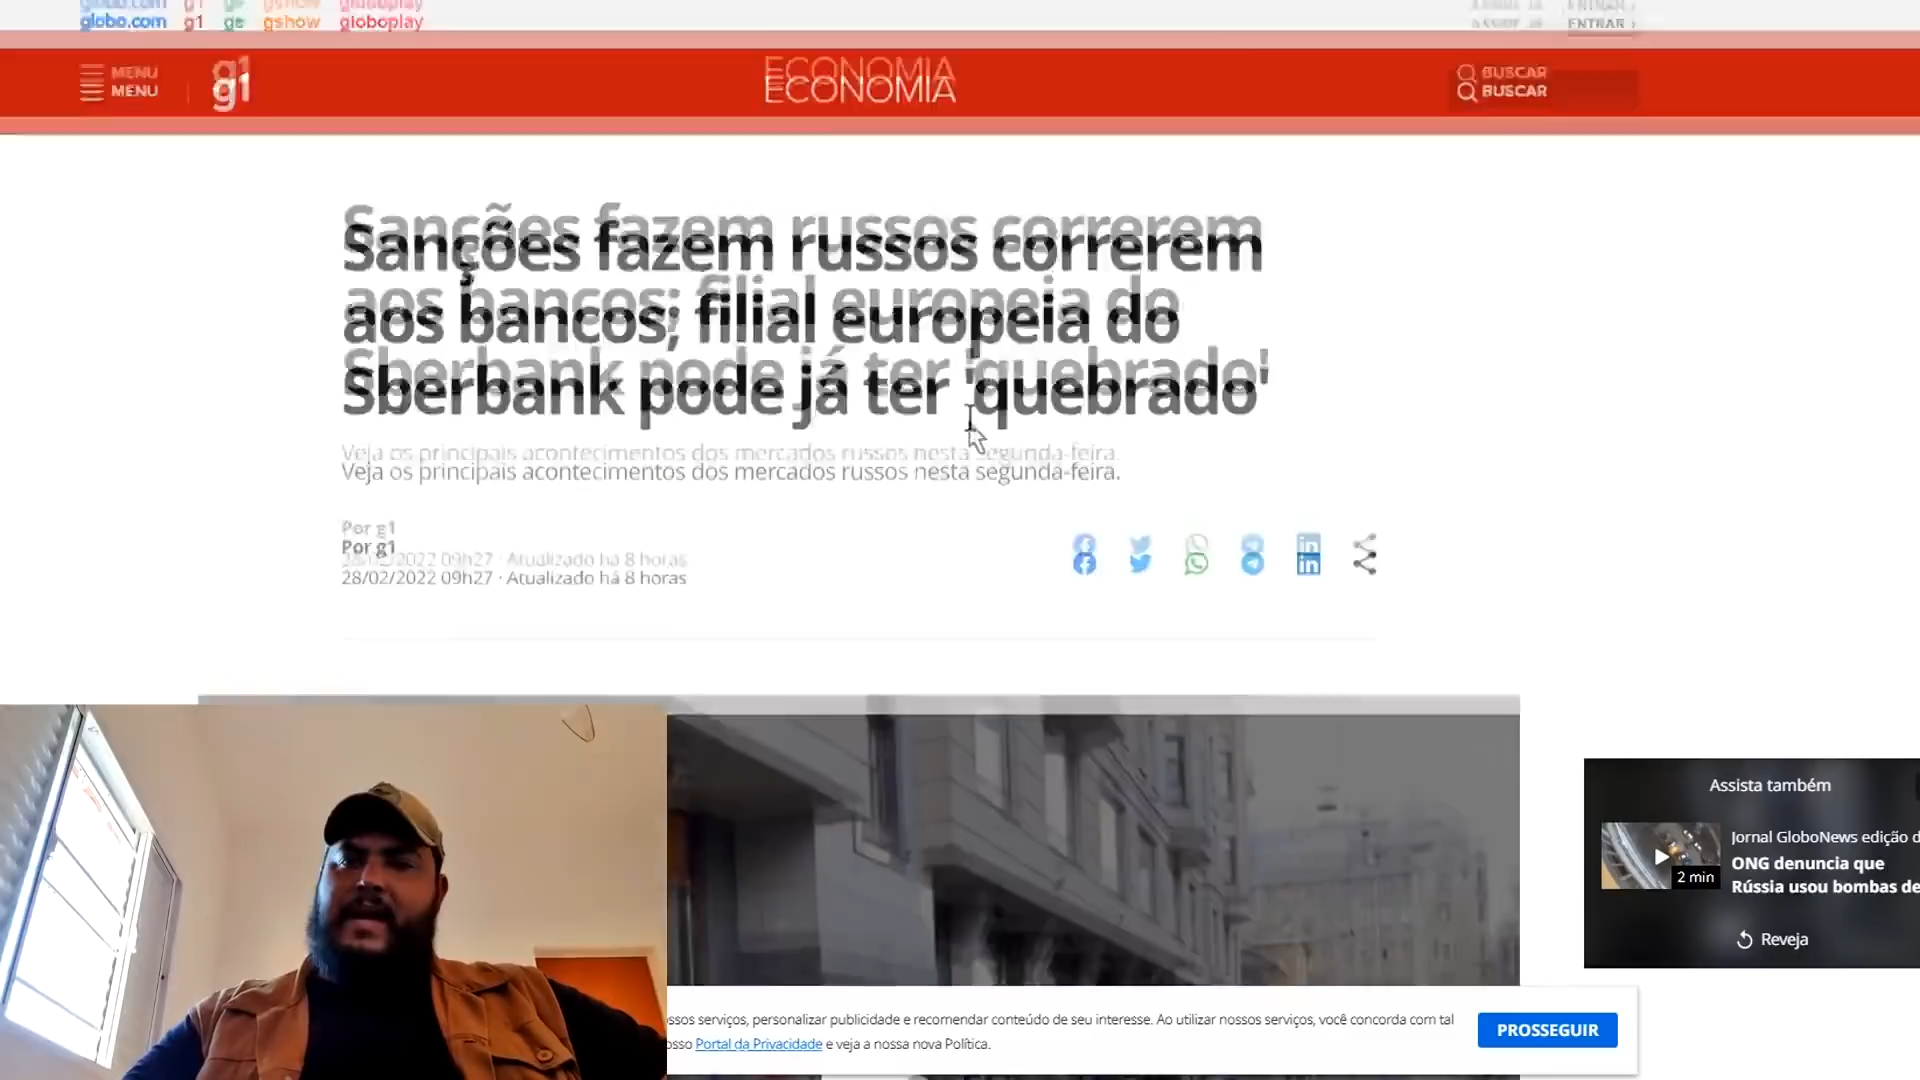 globo.com g1 ge gshow globoplay
ENTRAR ›
MENU
g1
ECONOMIA
BUSCAR
Sanções fazem russos correrem
aos bancos; filial europeia do
Sberbank pode já ter 'quebrado'
Veja os principais acontecimentos dos mercados russos nesta segunda-feira.
Por g1
28/02/2022 09h27 · Atualizado há 8 horas
Assista também
Jornal GloboNews edição d
ONG denuncia que
Rússia usou bombas de
2 min
Reveja
ssos serviços, personalizar publicidade e recomendar conteúdo de seu interesse. Ao utilizar nossos serviços, você concorda com tal
osso Portal da Privacidade e veja a nossa nova Política.
PROSSEGUIR